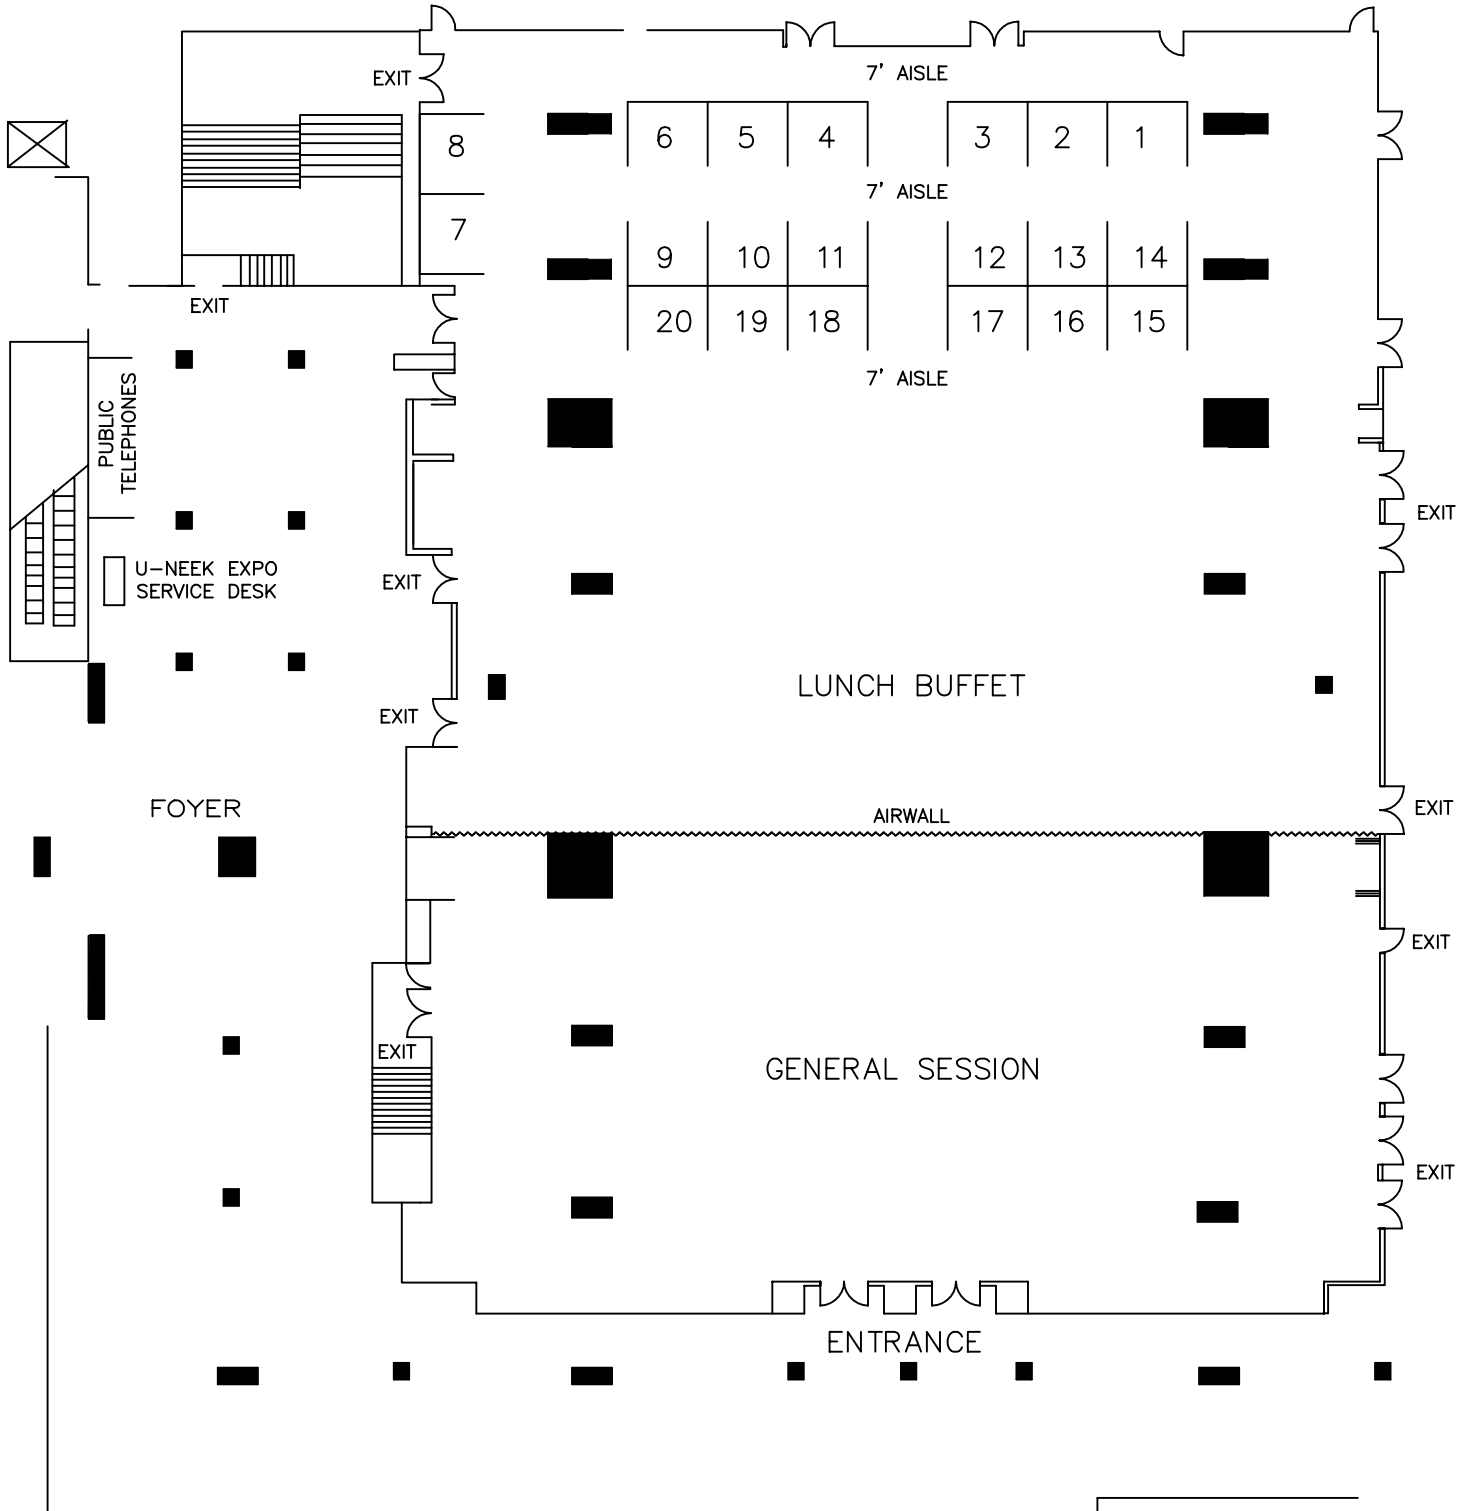 7' AISLE
EXIT
8
6 5 4 3 2 1
7' AISLE
7
9 10 11 12 13 14
EXIT
20 19 18 17 16 15
7' AISLE
PUBLIC
TELEPHONES
EXIT
U-NEEK EXPO
SERVICE DESK
EXIT
LUNCH BUFFET
EXIT
FOYER
AIRWALL
EXIT
EXIT
EXIT
GENERAL SESSION
EXIT
ENTRANCE